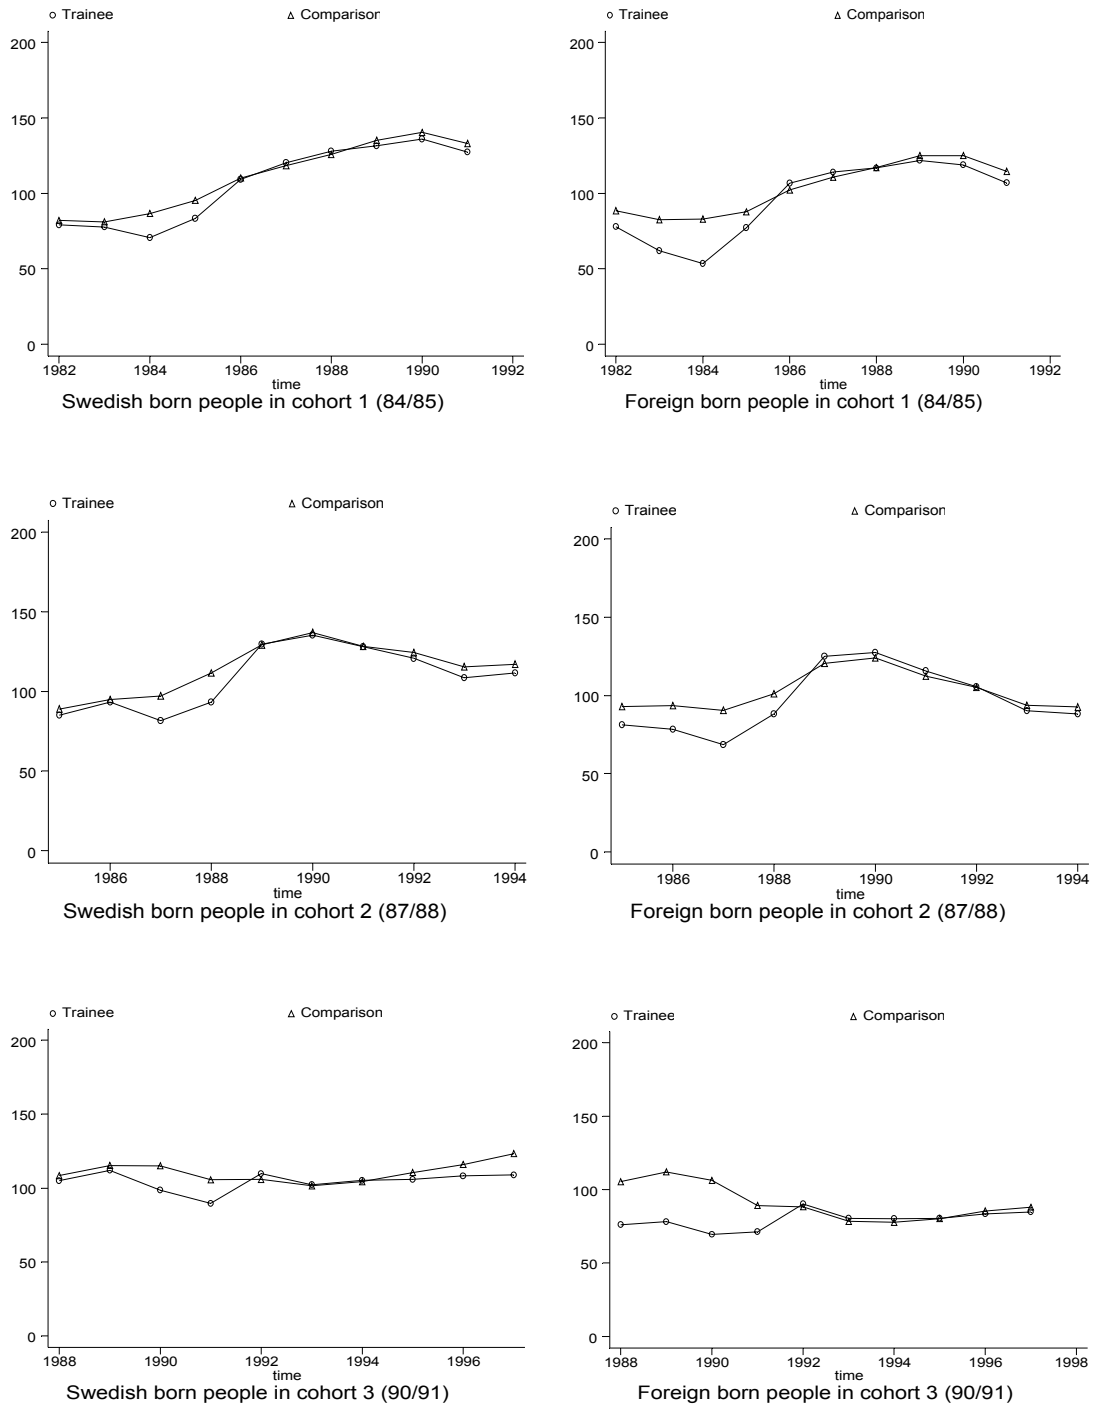 Trainee Comparison
200
150
100
50
0
1982 1984 1986 1988 1990 1992
time
Swedish born people in cohort 1 (84/85)
Trainee Comparison
200
150
100
50
0
1982 1984 1986 1988 1990 1992
time
Foreign born people in cohort 1 (84/85)
Trainee Comparison
200
150
100
50
0
1986 1988 1990 1992 1994
time
Swedish born people in cohort 2 (87/88)
Trainee Comparison
200
150
100
50
0
1986 1988 1990 1992 1994
time
Foreign born people in cohort 2 (87/88)
Trainee Comparison
200
150
100
50
0
1988 1990 1992 1994 1996
time
Swedish born people in cohort 3 (90/91)
Trainee Comparison
200
150
100
50
0
1988 1990 1992 1994 1996 1998
time
Foreign born people in cohort 3 (90/91)